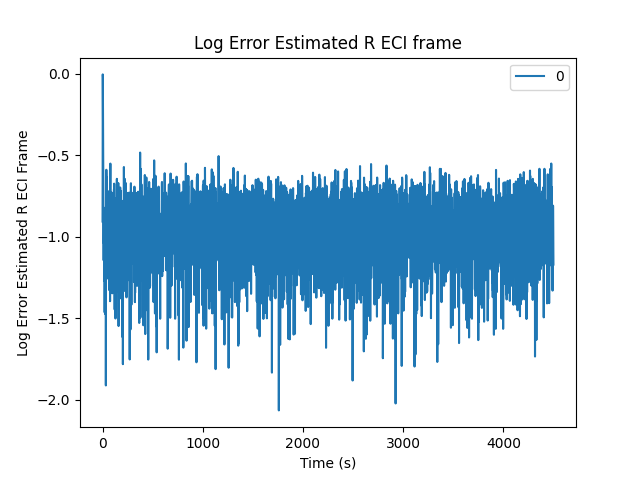 Log Error Estimated R ECI frame
0
Log Error Estimated R ECI Frame
0.0
−0.5
−1.0
−1.5
−2.0
0 1000 2000 3000 4000
Time (s)